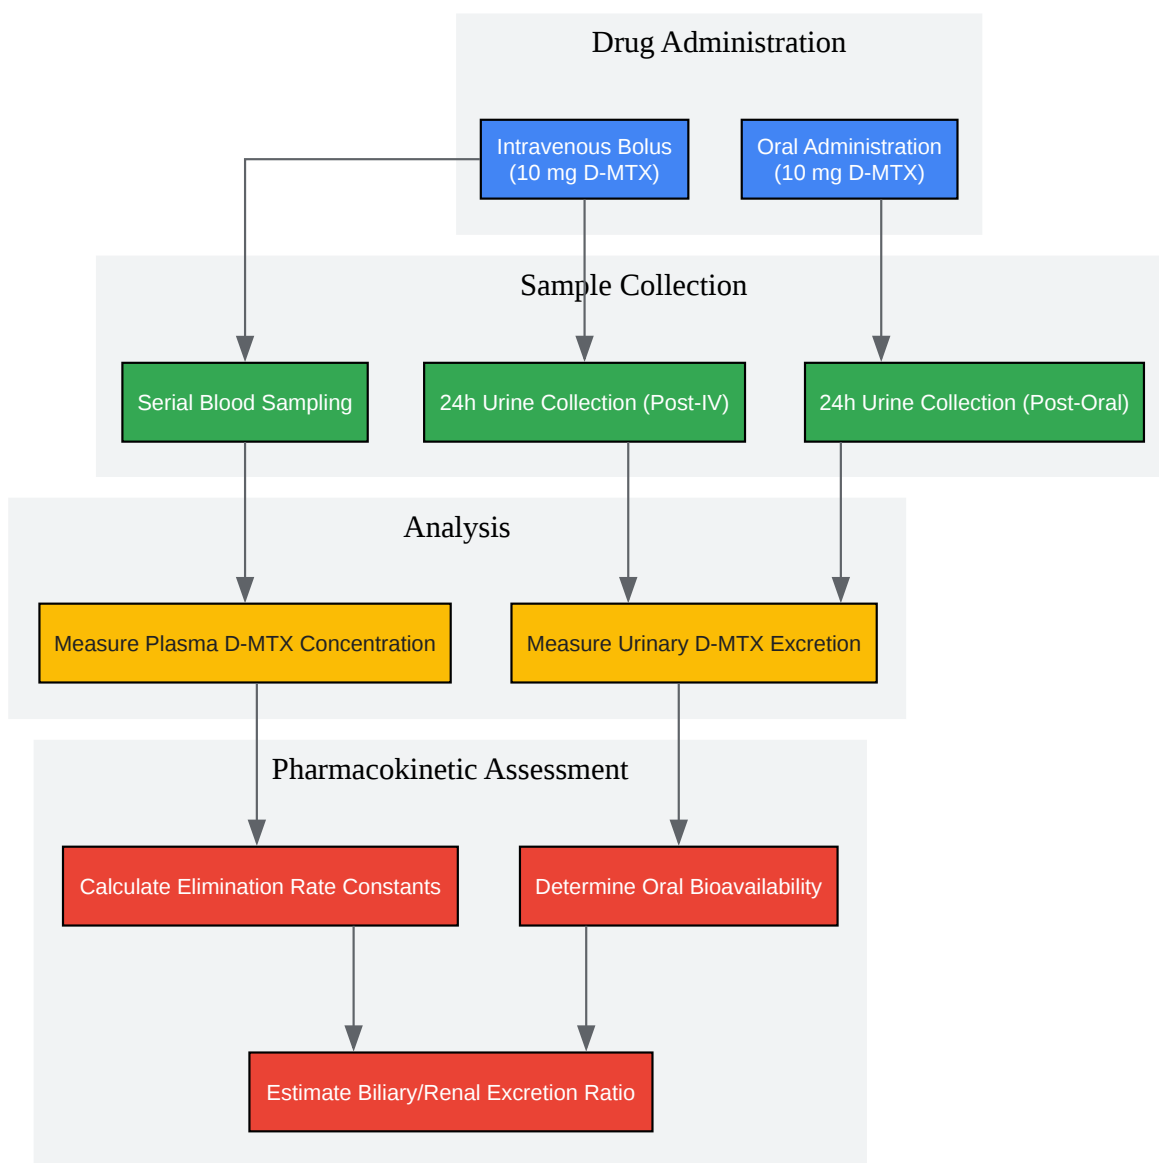 Drug Administration
Intravenous Bolus
(10 mg D-MTX)
Oral Administration
(10 mg D-MTX)
Sample Collection
Serial Blood Sampling
24h Urine Collection (Post-IV)
24h Urine Collection (Post-Oral)
Analysis
Measure Plasma D-MTX Concentration
Measure Urinary D-MTX Excretion
Pharmacokinetic Assessment
Calculate Elimination Rate Constants
Determine Oral Bioavailability
Estimate Biliary/Renal Excretion Ratio